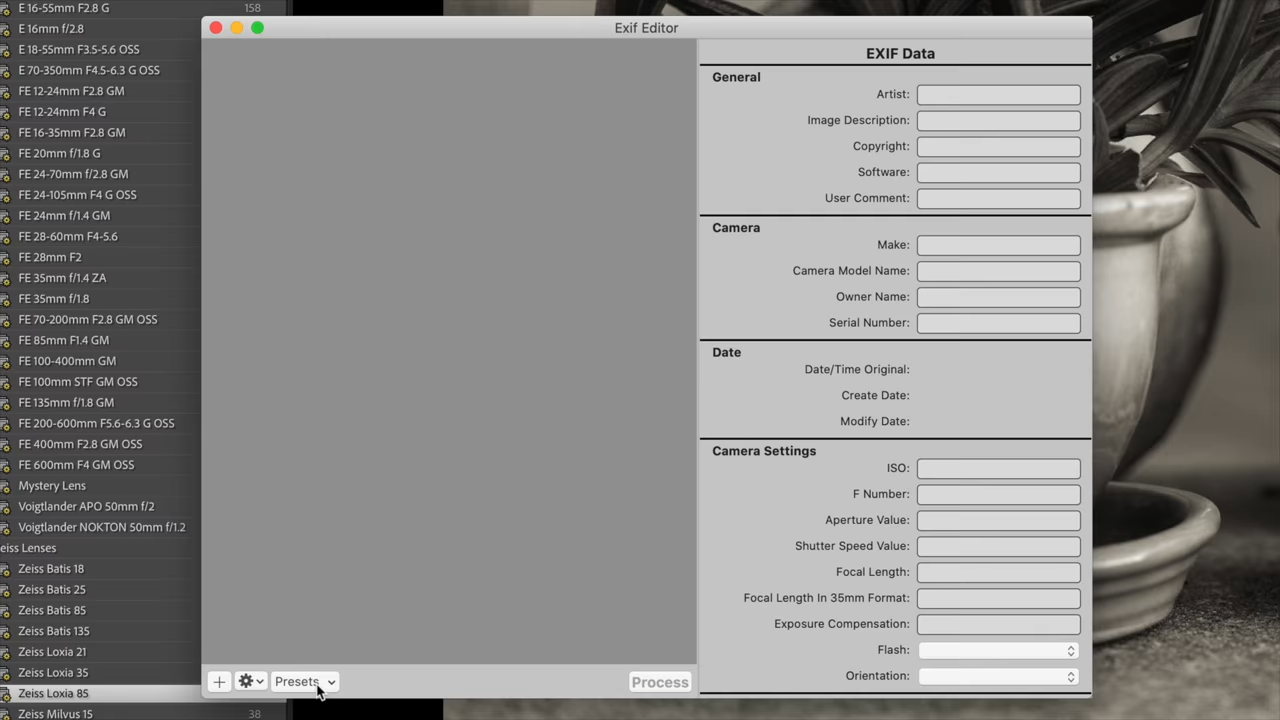 E 16-55mm F2.8 G 158
E 16mm f/2.8
E 18-55mm F3.5-5.6 OSS
E 70-350mm F4.5-6.3 G OSS
FE 12-24mm F2.8 GM
FE 12-24mm F4 G
FE 16-35mm F2.8 GM
FE 20mm f/1.8 G
FE 24-70mm f/2.8 GM
FE 24-105mm F4 G OSS
FE 24mm f/1.4 GM
FE 28-60mm F4-5.6
FE 28mm F2
FE 35mm f/1.4 ZA
FE 35mm f/1.8
FE 70-200mm F2.8 GM OSS
FE 85mm F1.4 GM
FE 100-400mm GM
FE 100mm STF GM OSS
FE 135mm f/1.8 GM
FE 200-600mm F5.6-6.3 G OSS
FE 400mm F2.8 GM OSS
FE 600mm F4 GM OSS
Mystery Lens
Voigtlander APO 50mm f/2
Voigtlander NOKTON 50mm f/1.2
eiss Lenses
Zeiss Batis 18
Zeiss Batis 25
Zeiss Batis 85
Zeiss Batis 135
Zeiss Loxia 21
Zeiss Loxia 35
Zeiss Loxia 85
Zeiss Milvus 15 38
Exif Editor
EXIF Data
General
Artist:
Image Description:
Copyright:
Software:
User Comment:
Camera
Make:
Camera Model Name:
Owner Name:
Serial Number:
Date
Date/Time Original:
Create Date:
Modify Date:
Camera Settings
ISO:
F Number:
Aperture Value:
Shutter Speed Value:
Focal Length:
Focal Length In 35mm Format:
Exposure Compensation:
Flash:
Orientation:
Presets
Process